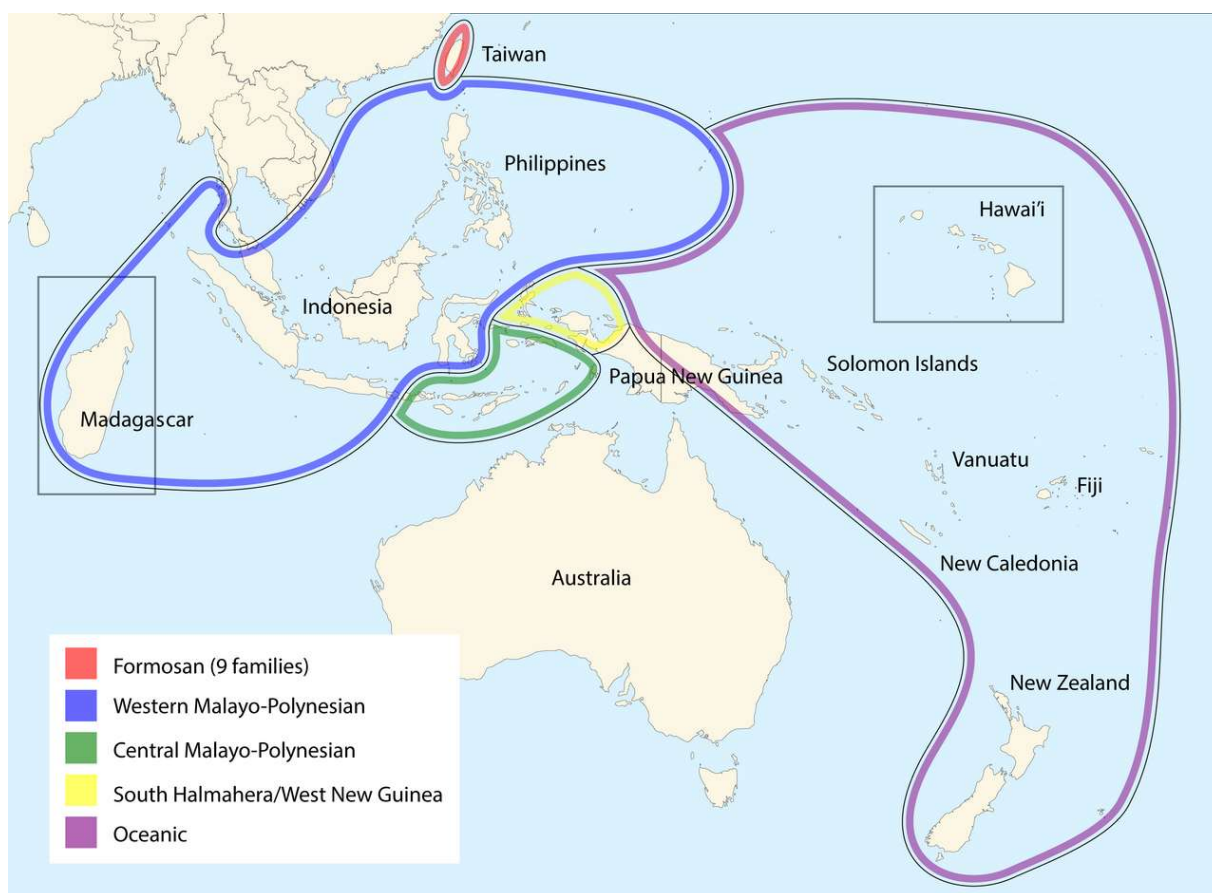 Taiwan
Philippines
Hawai'i
Indonesia
Solomon Islands
Papua New Guinea
Madagascar
Vanuatu
Fiji
New Caledonia
Australia
New Zealand
Formosan (9 families)
Western Malayo-Polynesian
Central Malayo-Polynesian
South Halmahera/West New Guinea
Oceanic